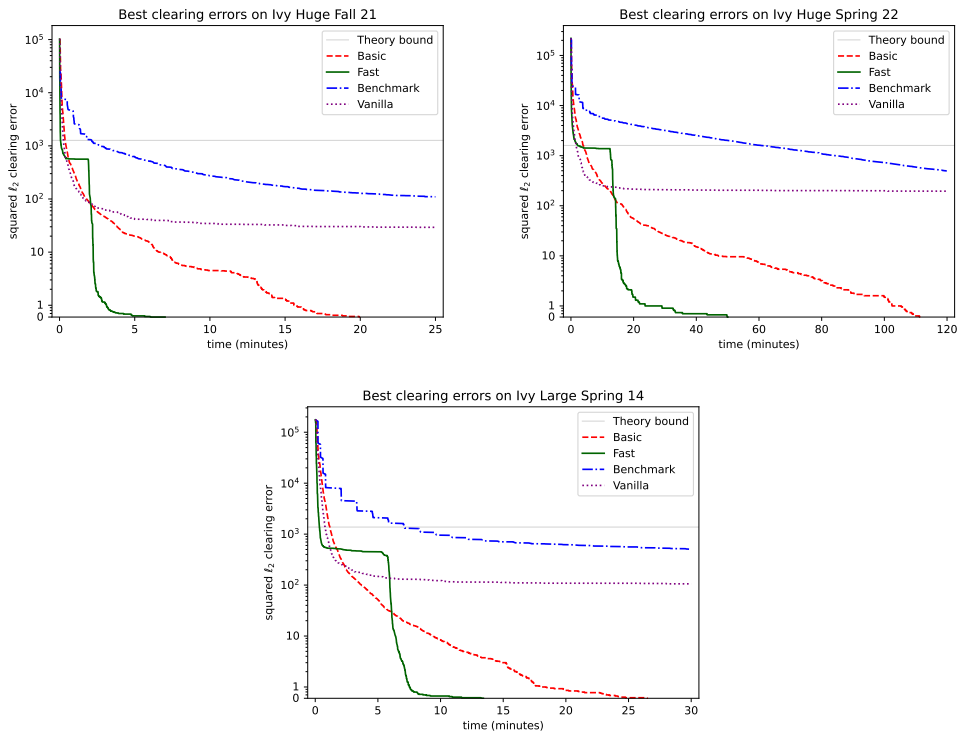 Best clearing errors on Ivy Huge Fall 21
squared ℓ₂ clearing error
10⁵
10⁴
10³
10²
10
1
0
Theory bound
Basic
Fast
Benchmark
Vanilla
0 5 10 15 20 25
time (minutes)
Best clearing errors on Ivy Huge Spring 22
squared ℓ₂ clearing error
10⁵
10⁴
10³
10²
10
1
0
Theory bound
Basic
Fast
Benchmark
Vanilla
0 20 40 60 80 100 120
time (minutes)
Best clearing errors on Ivy Large Spring 14
squared ℓ₂ clearing error
10⁵
10⁴
10³
10²
10
1
0
Theory bound
Basic
Fast
Benchmark
Vanilla
0 5 10 15 20 25 30
time (minutes)